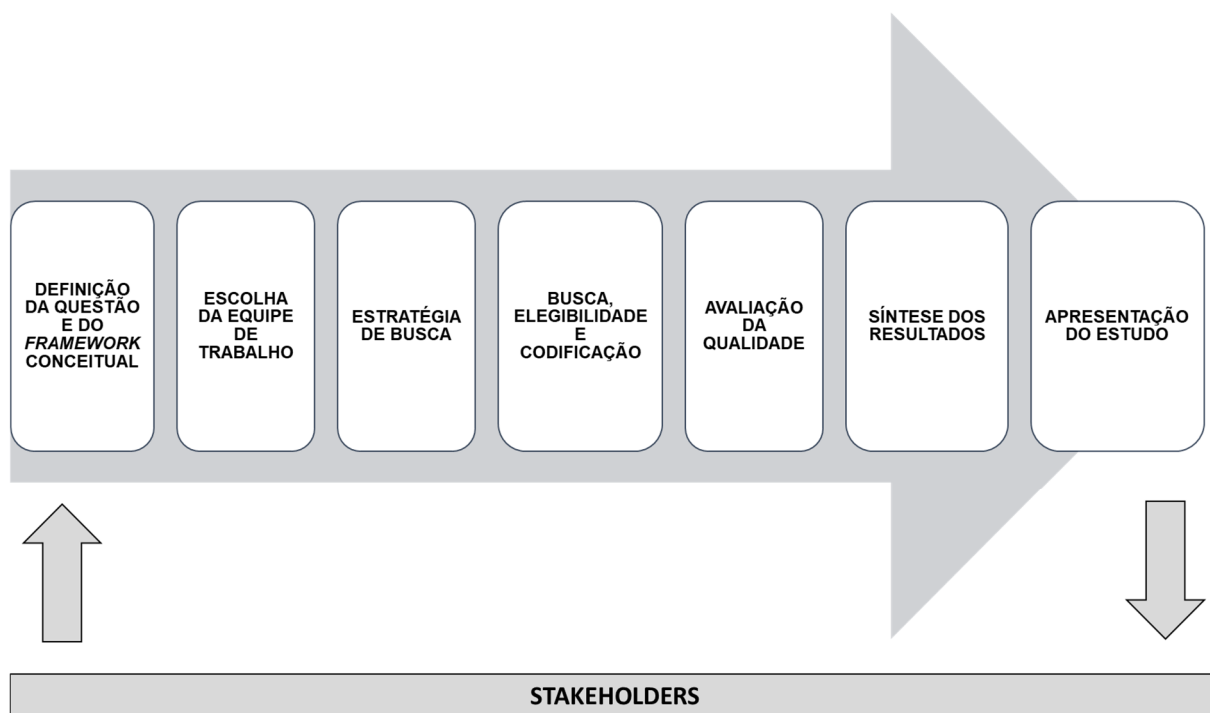 DEFINIÇÃO
DA QUESTÃO
E DO
FRAMEWORK
CONCEITUAL
ESCOLHA
DA EQUIPE
DE
TRABALHO
ESTRATÉGIA
DE BUSCA
BUSCA,
ELEGIBILIDADE
E
CODIFICAÇÃO
AVALIAÇÃO
DA
QUALIDADE
SÍNTESE DOS
RESULTADOS
APRESENTAÇÃO
DO ESTUDO
STAKEHOLDERS